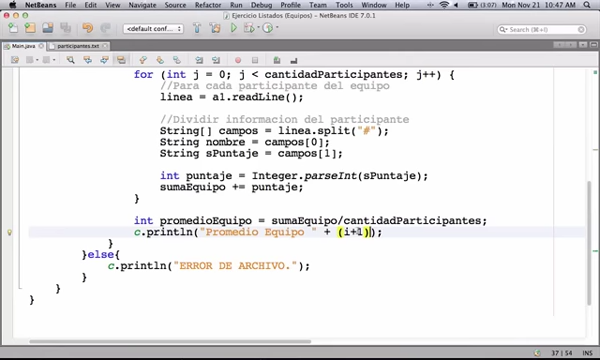 NetBeans File Edit View Navigate Source Refactor Run Debug Profile Team Tools Window Help (3:07) Mon Nov 21 10:47 AM
Ejercicio Listados (Equipos) - NetBeans IDE 7.0.1
<default conf... Search (⌘+I)
Main.java participantes.txt
for (int j = 0; j < cantidadParticipantes; j++) {
//Para cada participante del equipo
linea = a1.readLine();
//Dividir informacion del participante
String[] campos = linea.split("#");
String nombre = campos[0];
String sPuntaje = campos[1];
int puntaje = Integer.parseInt(sPuntaje);
sumaEquipo += puntaje;
}
int promedioEquipo = sumaEquipo/cantidadParticipantes;
c.println("Promedio Equipo " + (i+1));
}
}else{
c.println("ERROR DE ARCHIVO.");
}
}
}
37 | 54 INS